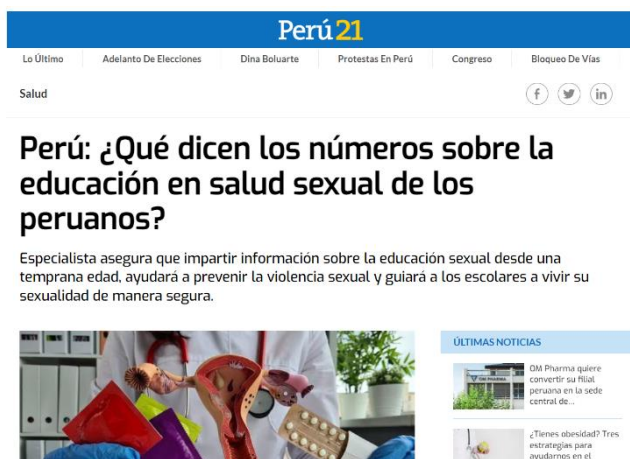 Perú21
Lo Último Adelanto De Elecciones Dina Boluarte Protestas En Perú Congreso Bloqueo De Vías
Salud
Perú: ¿Qué dicen los números sobre la
educación en salud sexual de los
peruanos?
Especialista asegura que impartir información sobre la educación sexual desde una
temprana edad, ayudará a prevenir la violencia sexual y guiará a los escolares a vivir su
sexualidad de manera segura.
ÚLTIMAS NOTICIAS
OM Pharma quiere
convertir su filial
peruana en la sede
central de...
OM PHARMA
¿Tienes obesidad? Tres
estrategias para
ayudarnos en el